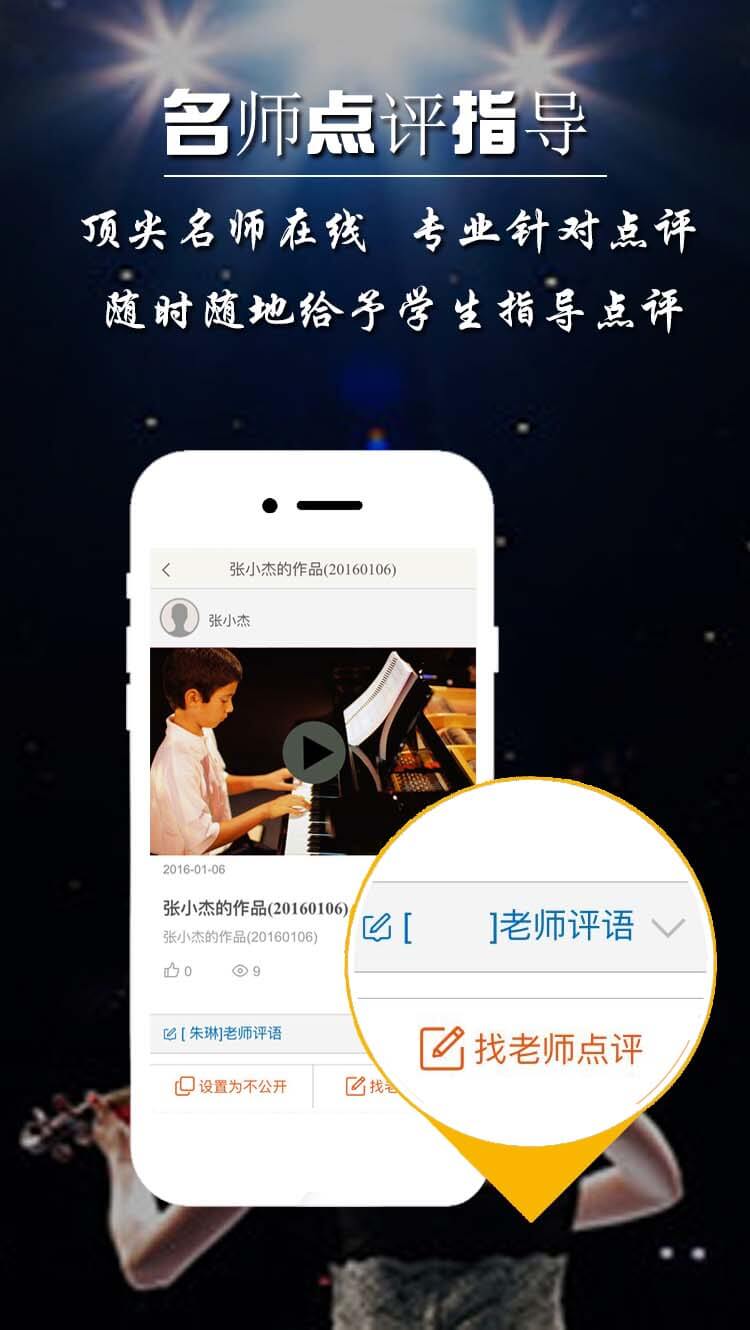 名师点评指导
顶尖名师在线 专业针对点评
随时随地给予学生指导点评
张小杰的作品(20160106)
张小杰
2016-01-06
张小杰的作品(20160106)
张小杰的作品(20160106)
0 9
[ 朱琳]老师评语
设置为不公开 找老
[ ]老师评语
找老师点评